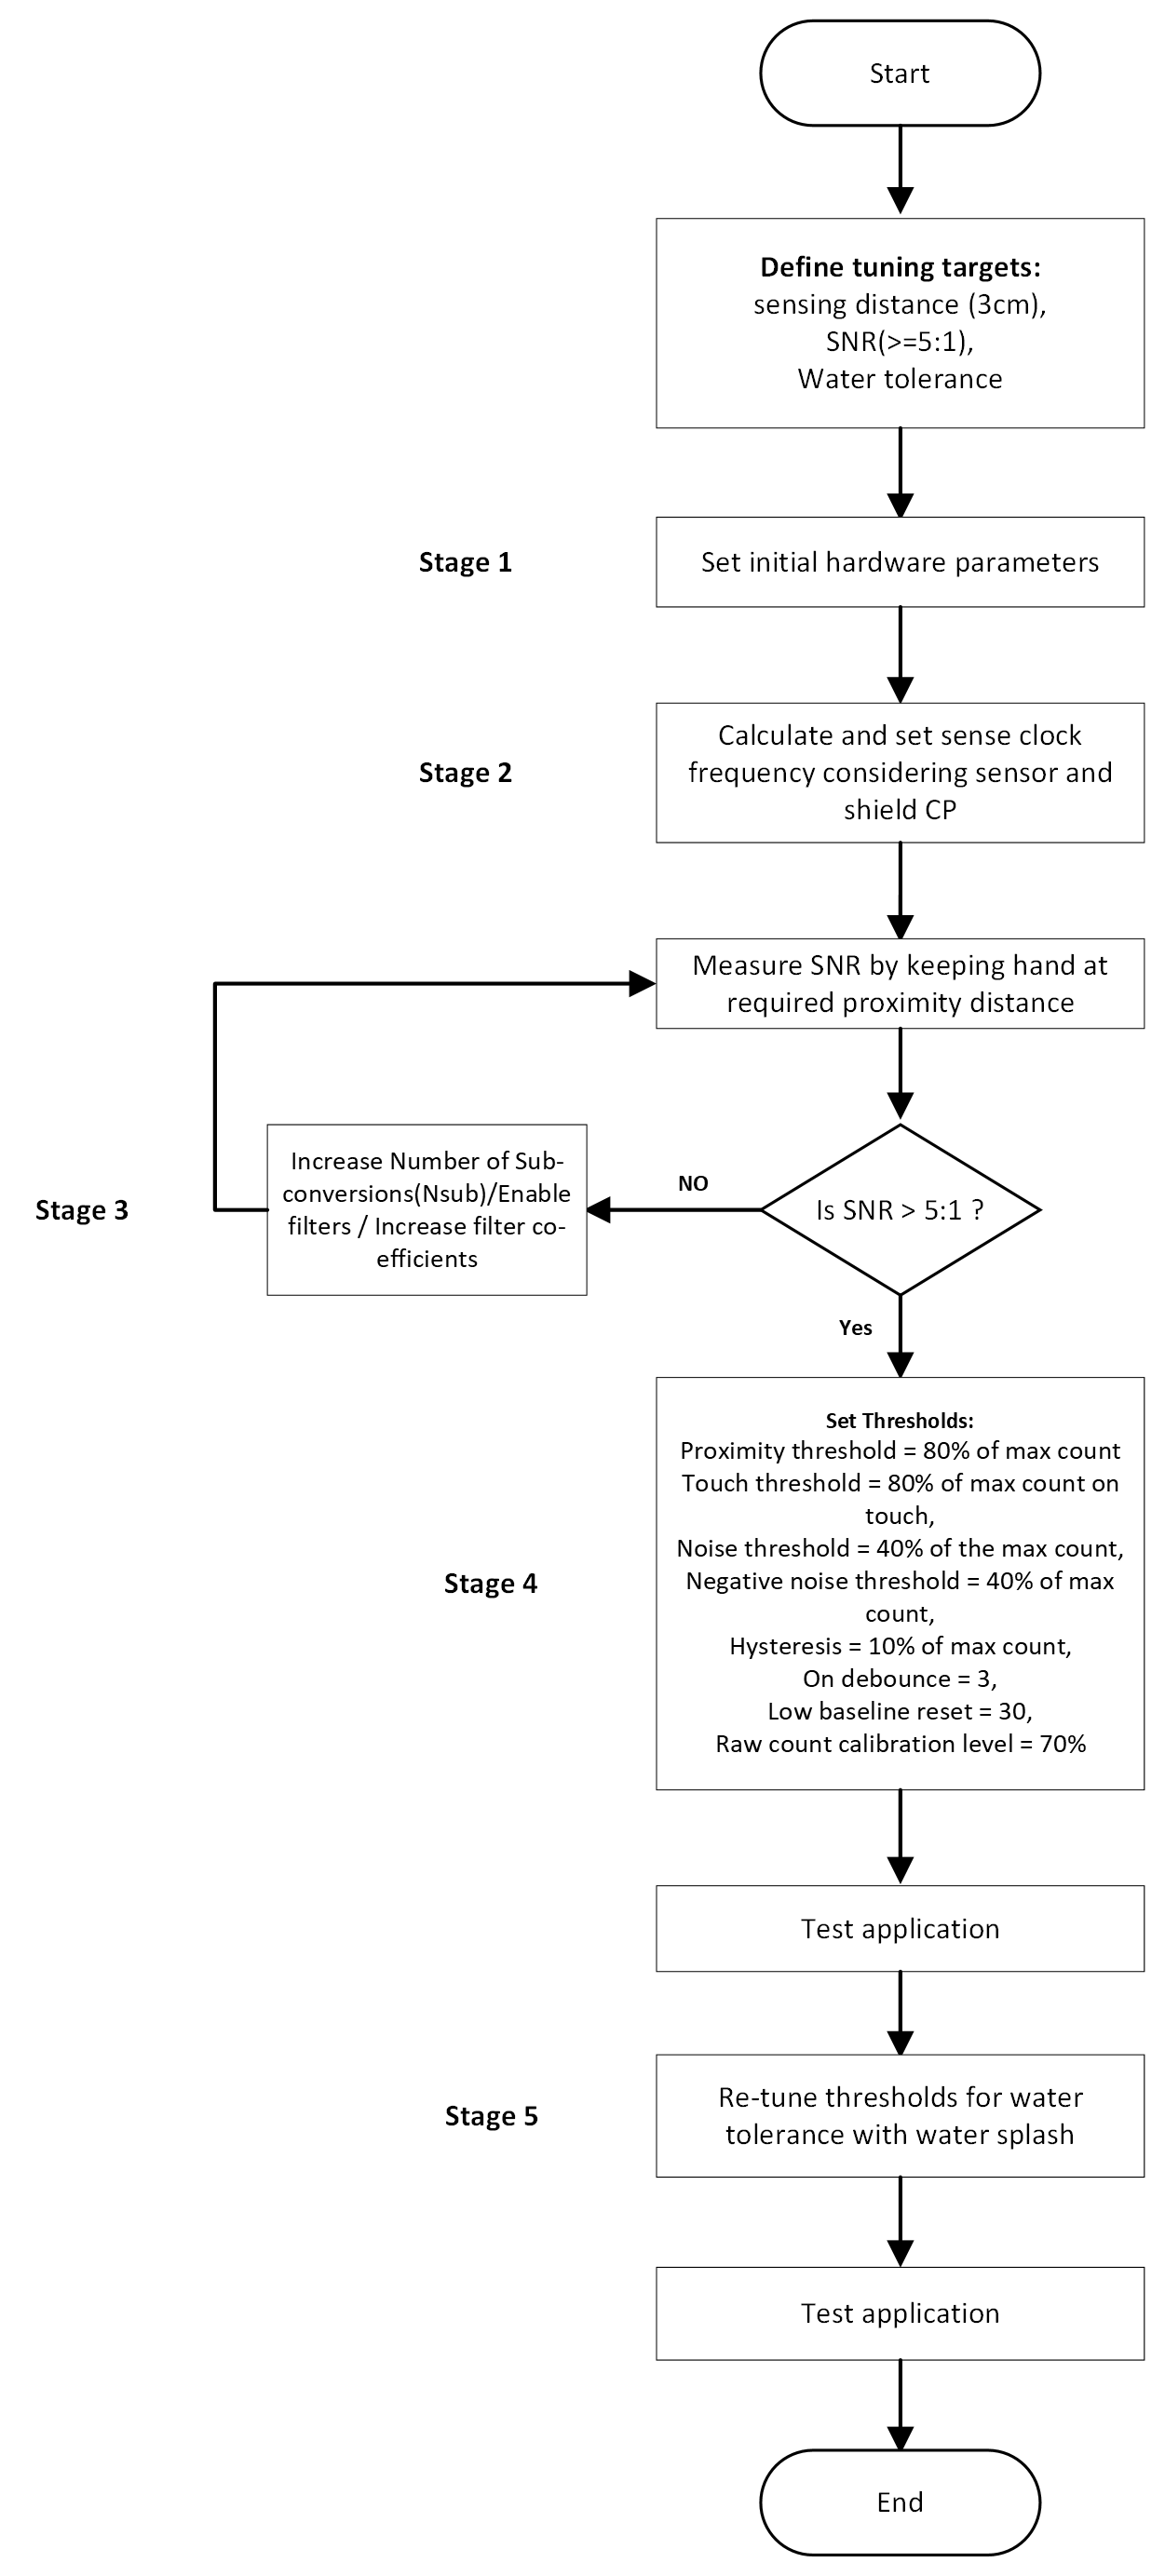 Start
Define tuning targets:
sensing distance (3cm),
SNR(>=5:1),
Water tolerance
Stage 1
Set initial hardware parameters
Stage 2
Calculate and set sense clock
frequency considering sensor and
shield CP
Measure SNR by keeping hand at
required proximity distance
Stage 3
Increase Number of Sub-
conversions(Nsub)/Enable
filters / Increase filter co-
efficients
NO
Is SNR > 5:1 ?
Yes
Stage 4
Set Thresholds:
Proximity threshold = 80% of max count
Touch threshold = 80% of max count on
touch,
Noise threshold = 40% of the max count,
Negative noise threshold = 40% of max
count,
Hysteresis = 10% of max count,
On debounce = 3,
Low baseline reset = 30,
Raw count calibration level = 70%
Test application
Stage 5
Re-tune thresholds for water
tolerance with water splash
Test application
End